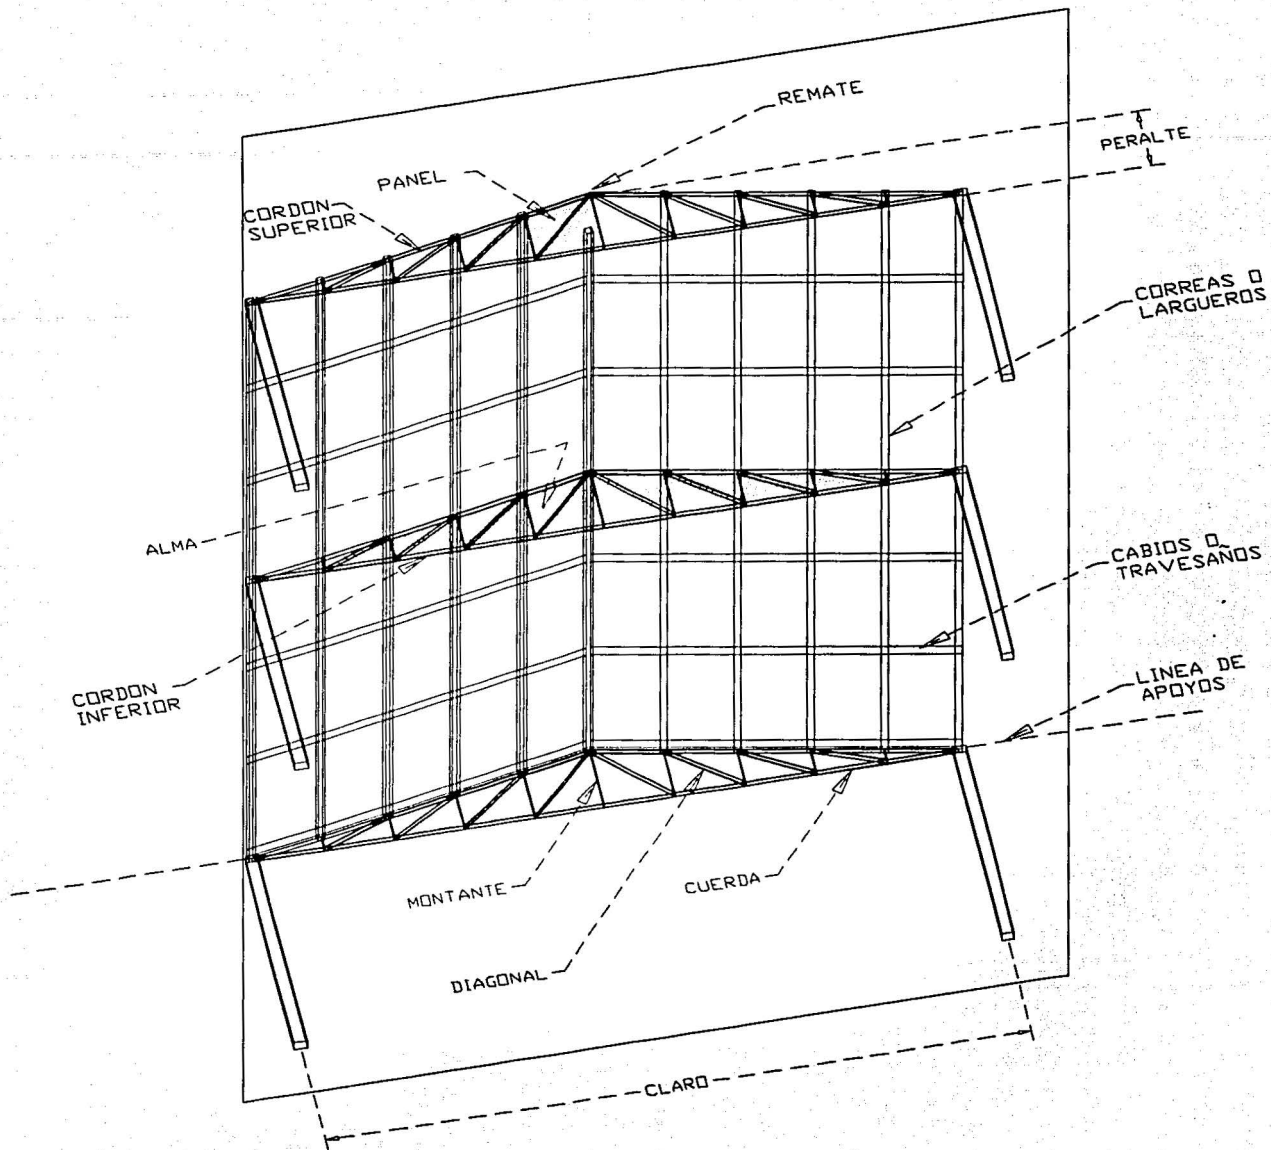 REMATE
PERALTE
PANEL
CORDON
SUPERIOR
CORREAS O
LARGUEROS
ALMA
CABIOS O
TRAVESAÑOS
CORDON
INFERIOR
LINEA DE
APOYOS
MONTANTE
CUERDA
DIAGONAL
CLARO